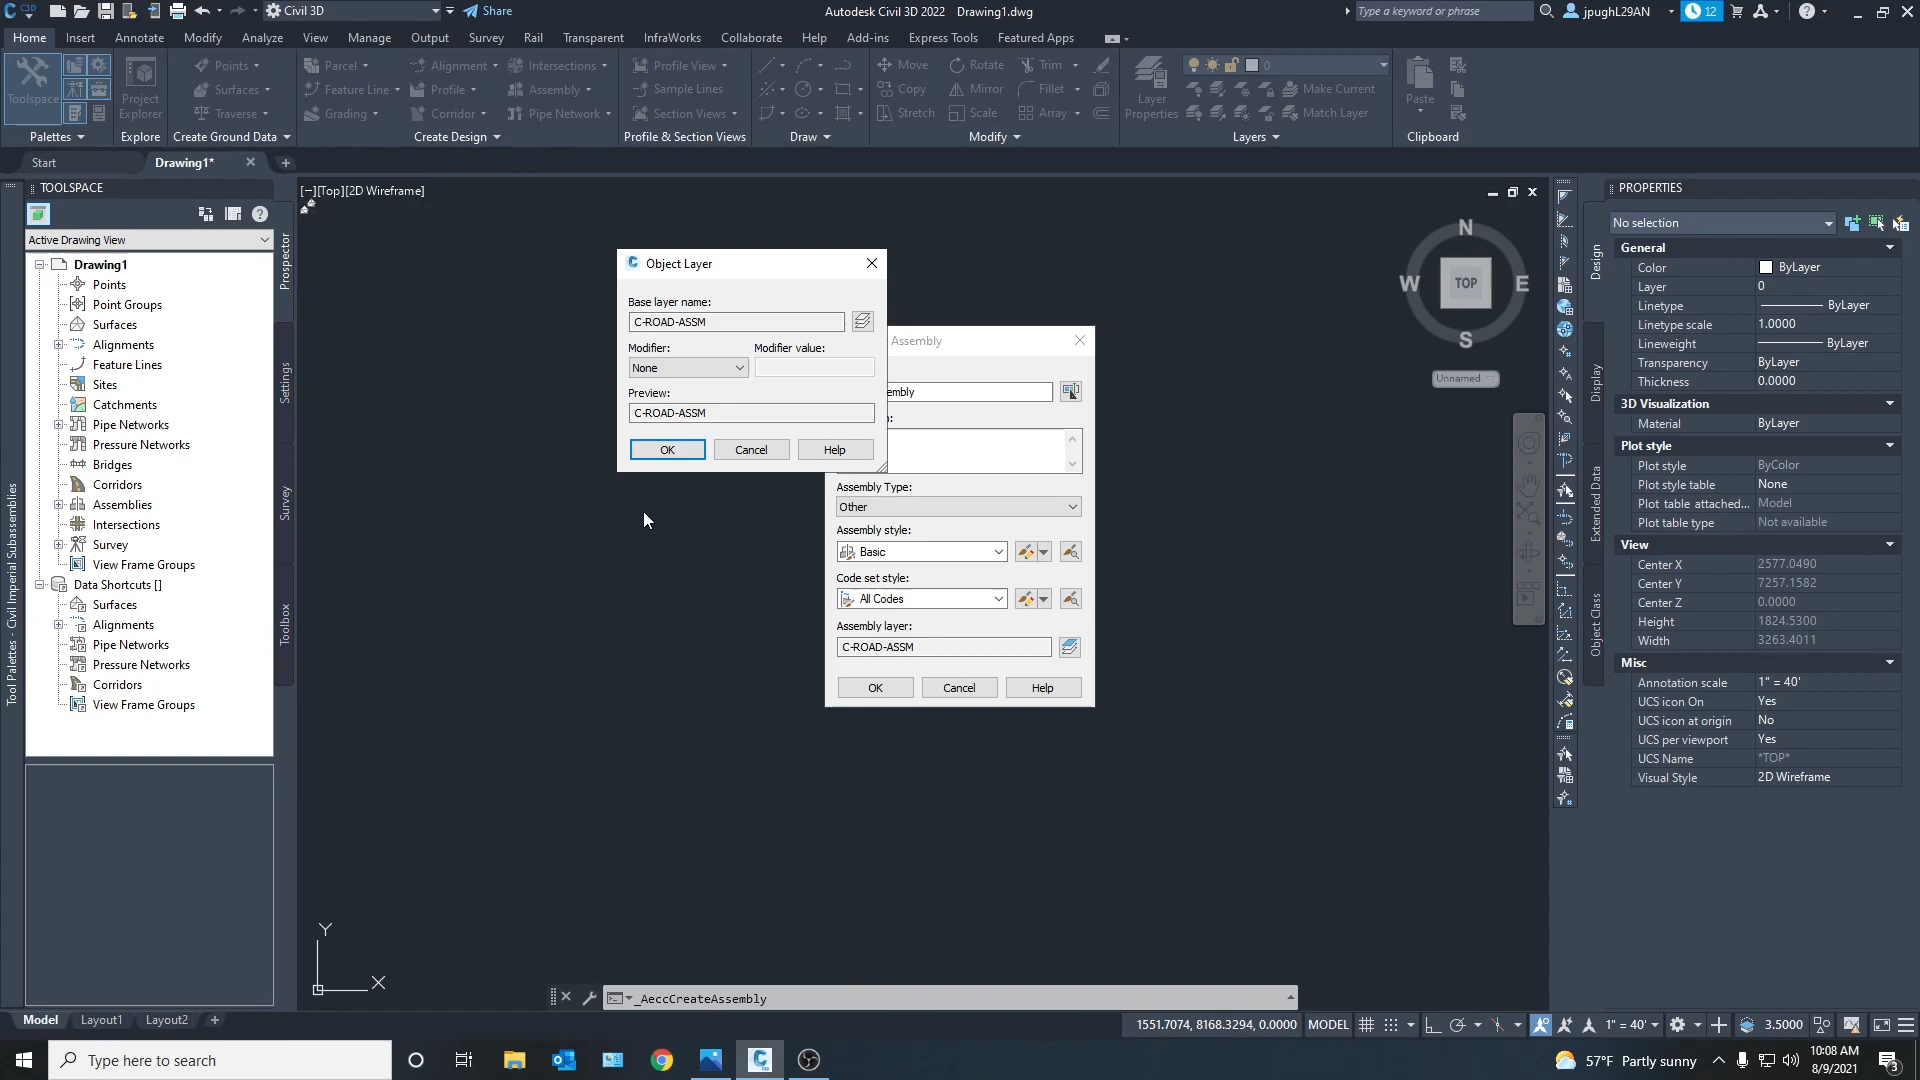 C3D
Civil 3D
Share
Autodesk Civil 3D 2022 Drawing1.dwg
Type a keyword or phrase
jpughL29AN
12
Home Insert Annotate Modify Analyze View Manage Output Survey Rail Transparent InfraWorks Collaborate Help Add-ins Express Tools Featured Apps
Points Parcel Alignment Intersections Profile View Move Rotate Trim 0
Toolspace Project Explorer Surfaces Feature Line Profile Assembly Sample Lines Copy Mirror Fillet Layer Properties Make Current Paste
Traverse Grading Corridor Pipe Network Section Views Stretch Scale Array Match Layer
Palettes Explore Create Ground Data Create Design Profile & Section Views Draw Modify Layers Clipboard
Start Drawing1*
TOOLSPACE
Active Drawing View
Drawing1
Points
Point Groups
Surfaces
Alignments
Feature Lines
Sites
Catchments
Pipe Networks
Pressure Networks
Bridges
Corridors
Assemblies
Intersections
Survey
View Frame Groups
Data Shortcuts []
Surfaces
Alignments
Pipe Networks
Pressure Networks
Corridors
View Frame Groups
Prospector
Settings
Survey
Toolbox
Tool Palettes - Civil Imperial Subassemblies
[−][Top][2D Wireframe]
Object Layer
Base layer name:
C-ROAD-ASSM
Modifier: Modifier value:
None
Preview:
C-ROAD-ASSM
OK Cancel Help
Assembly
embly
Assembly Type:
Other
Assembly style:
Basic
Code set style:
All Codes
Assembly layer:
C-ROAD-ASSM
OK Cancel Help
N
W TOP E
S
Unnamed
Y
X
_AeccCreateAssembly
PROPERTIES
No selection
Design
Display
Extended Data
Object Class
General
Color ByLayer
Layer 0
Linetype ByLayer
Linetype scale 1.0000
Lineweight ByLayer
Transparency ByLayer
Thickness 0.0000
3D Visualization
Material ByLayer
Plot style
Plot style ByColor
Plot style table None
Plot table attached... Model
Plot table type Not available
View
Center X 2577.0490
Center Y 7257.1582
Center Z 0.0000
Height 1824.5300
Width 3263.4011
Misc
Annotation scale 1" = 40'
UCS icon On Yes
UCS icon at origin No
UCS per viewport Yes
UCS Name *TOP*
Visual Style 2D Wireframe
Model Layout1 Layout2
1551.7074, 8168.3294, 0.0000 MODEL 1" = 40' 3.5000
Type here to search
57°F Partly sunny
10:08 AM
8/9/2021
3